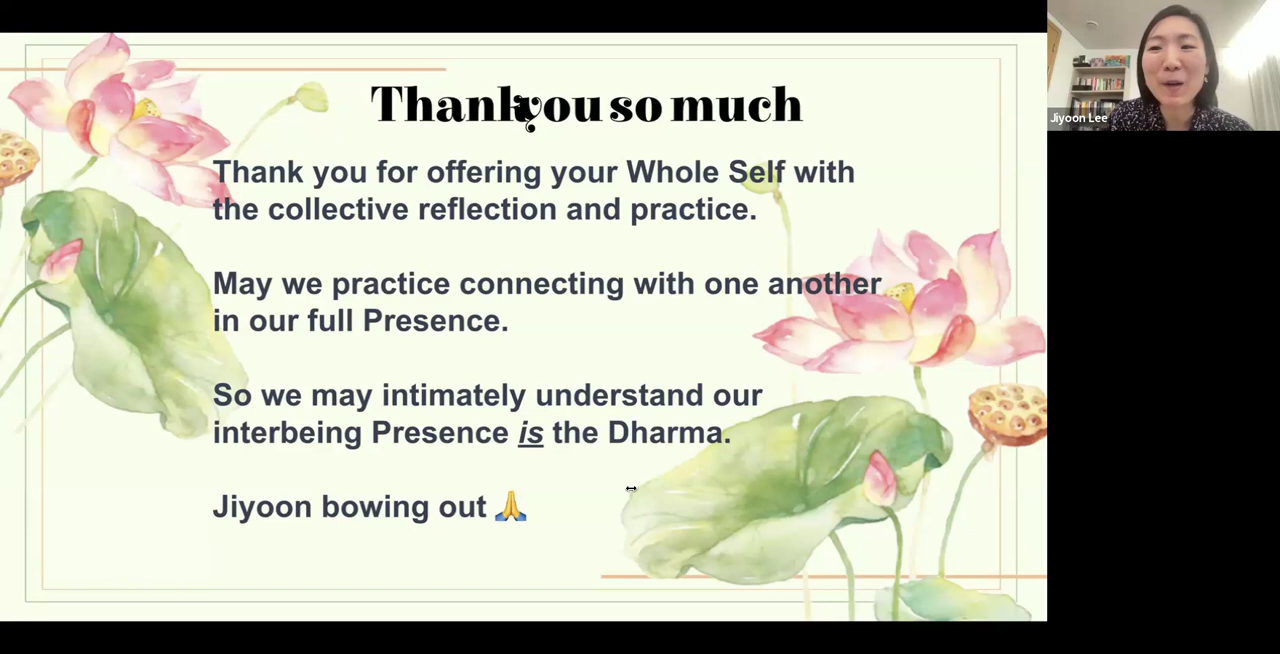 Thank you so much
Thank you for offering your Whole Self with
the collective reflection and practice.
May we practice connecting with one another
in our full Presence.
So we may intimately understand our
interbeing Presence is the Dharma.
Jiyoon bowing out 🙏
Jiyoon Lee